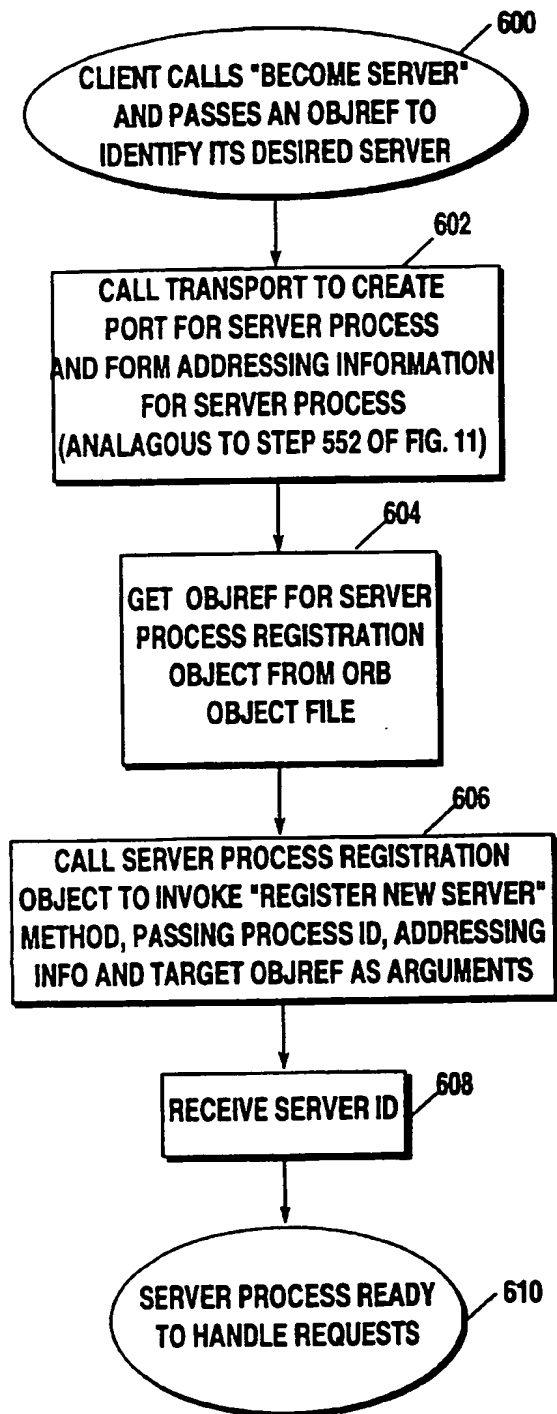 600
CLIENT CALLS "BECOME SERVER"
AND PASSES AN OBJREF TO
IDENTIFY ITS DESIRED SERVER
602
CALL TRANSPORT TO CREATE
PORT FOR SERVER PROCESS
AND FORM ADDRESSING INFORMATION
FOR SERVER PROCESS
(ANALAGOUS TO STEP 552 OF FIG. 11)
604
GET OBJREF FOR SERVER
PROCESS REGISTRATION
OBJECT FROM ORB
OBJECT FILE
606
CALL SERVER PROCESS REGISTRATION
OBJECT TO INVOKE "REGISTER NEW SERVER"
METHOD, PASSING PROCESS ID, ADDRESSING
INFO AND TARGET OBJREF AS ARGUMENTS
RECEIVE SERVER ID
608
SERVER PROCESS READY
TO HANDLE REQUESTS
610